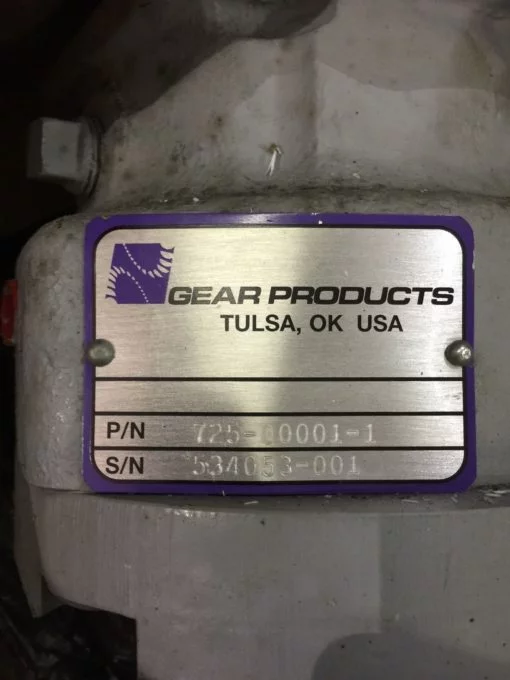 GEAR PRODUCTS
TULSA, OK USA
P/N 725-00001-1
S/N 534053-001